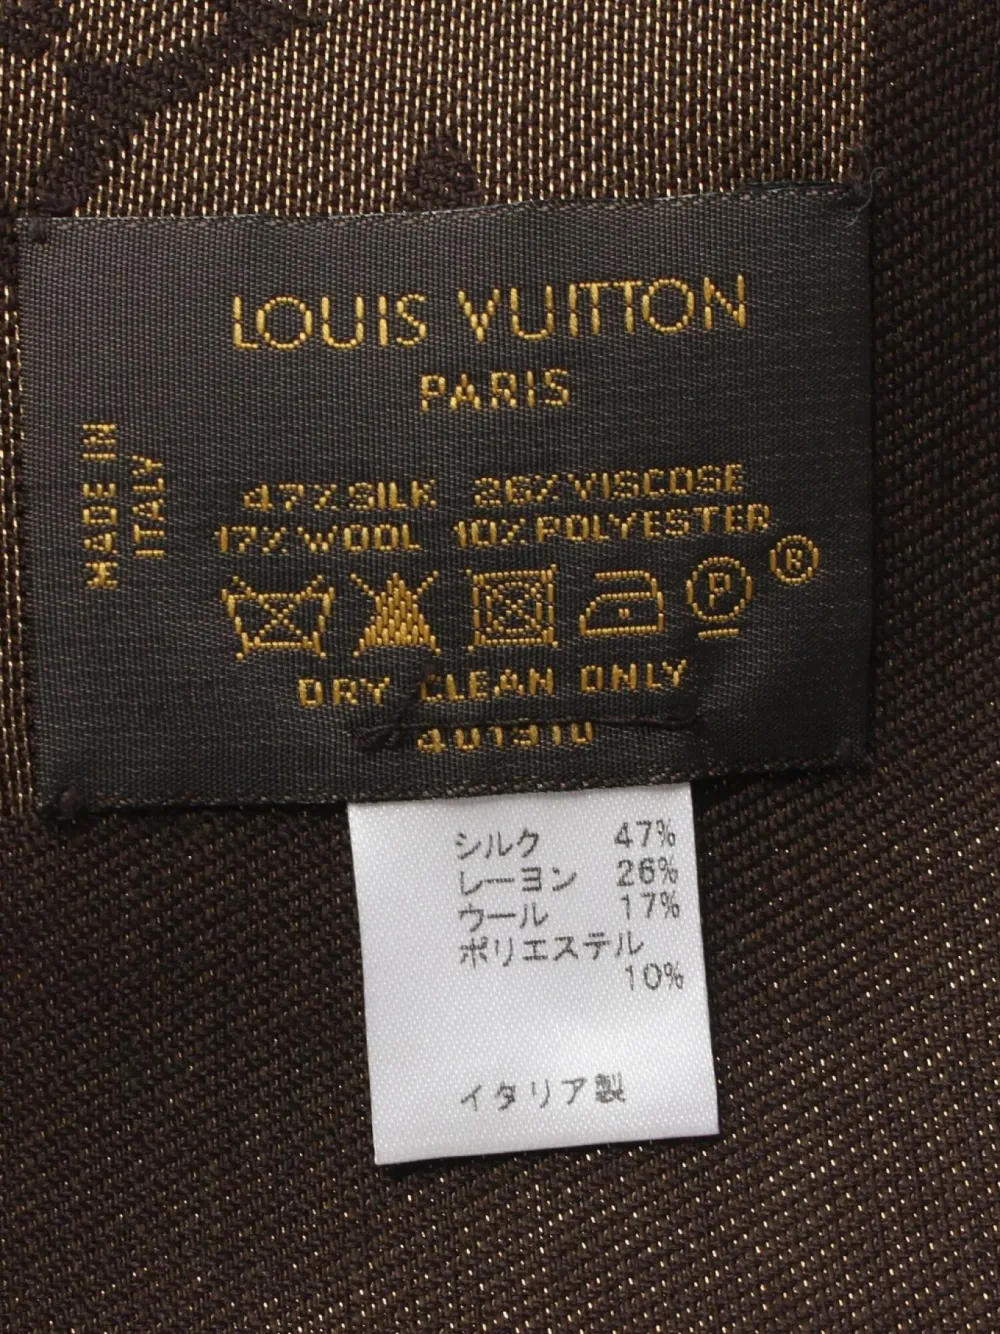 LOUIS VUITTON
PARIS
MADE IN
ITALY
47% SILK 26% VISCOSE
17% WOOL 10% POLYESTER
P ®
DRY CLEAN ONLY
401310
シルク 47%
レーヨン 26%
ウール 17%
ポリエステル
10%
イタリア製